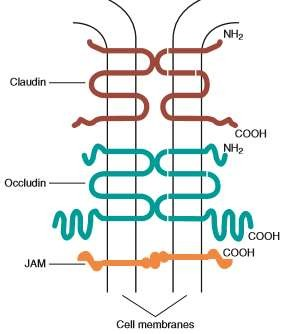 NH2
Claudin
COOH
NH2
Occludin
COOH
COOH
JAM
Cell membranes